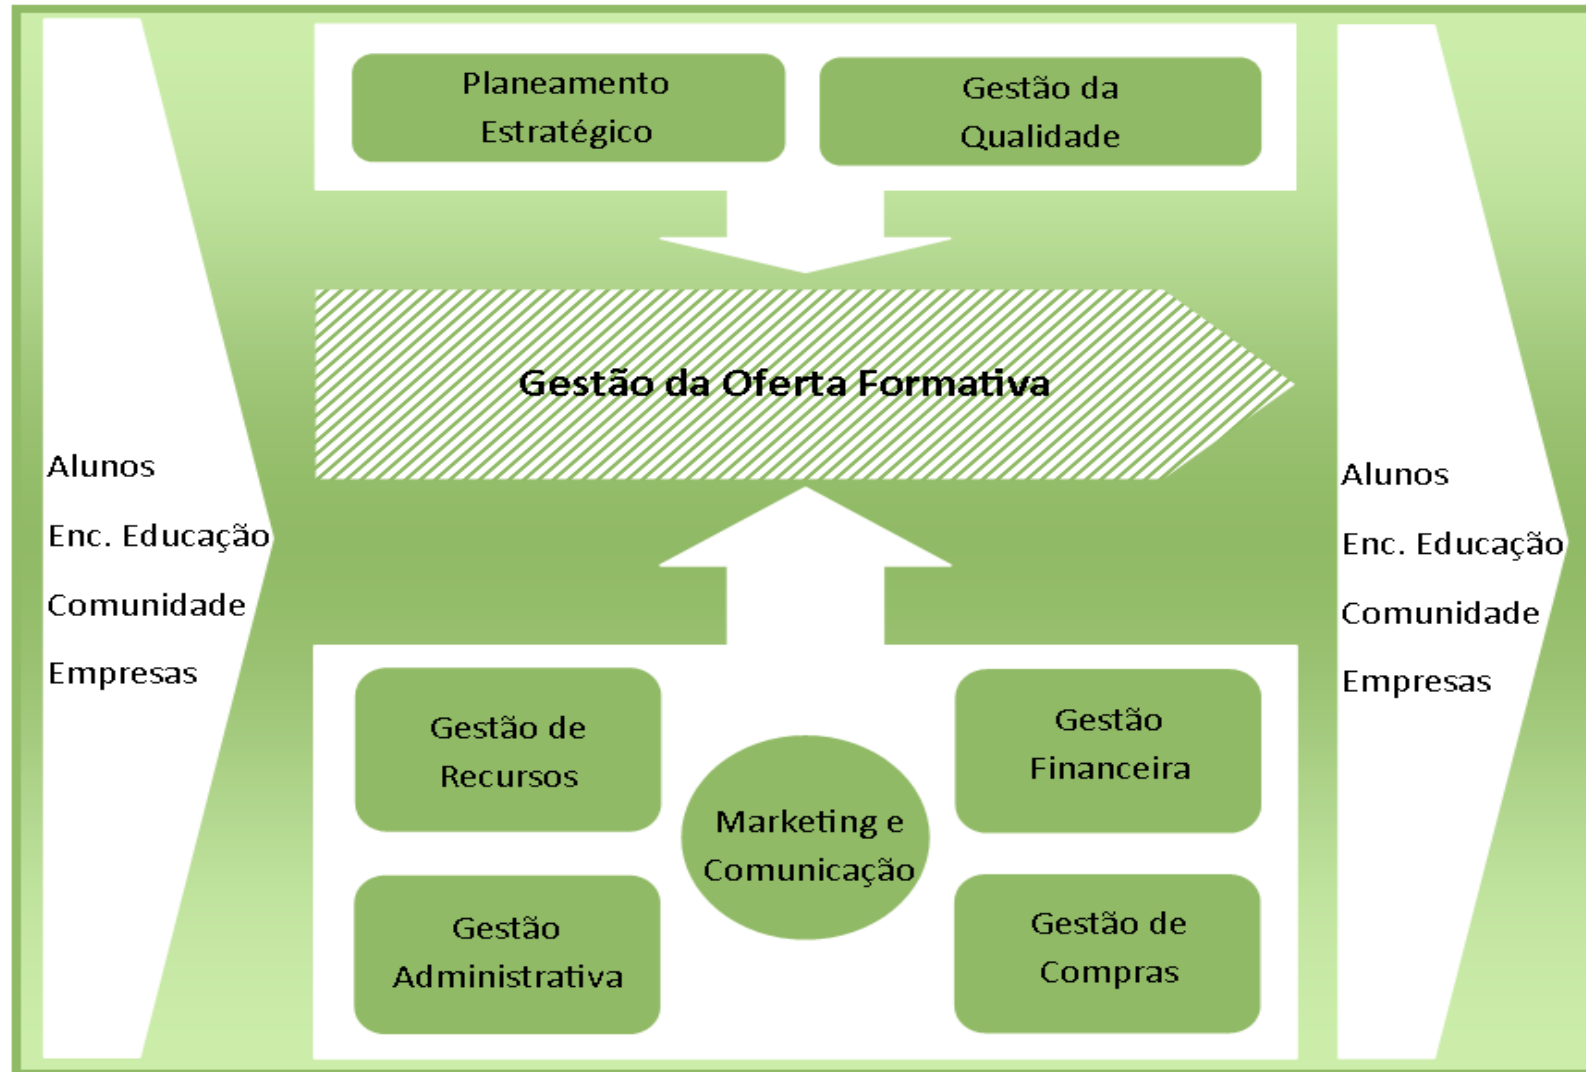 Planeamento
Estratégico
Gestão da
Qualidade
Gestão da Oferta Formativa
Alunos
Enc. Educação
Comunidade
Empresas
Gestão de
Recursos
Gestão
Financeira
Marketing e
Comunicação
Gestão
Administrativa
Gestão de
Compras
Alunos
Enc. Educação
Comunidade
Empresas